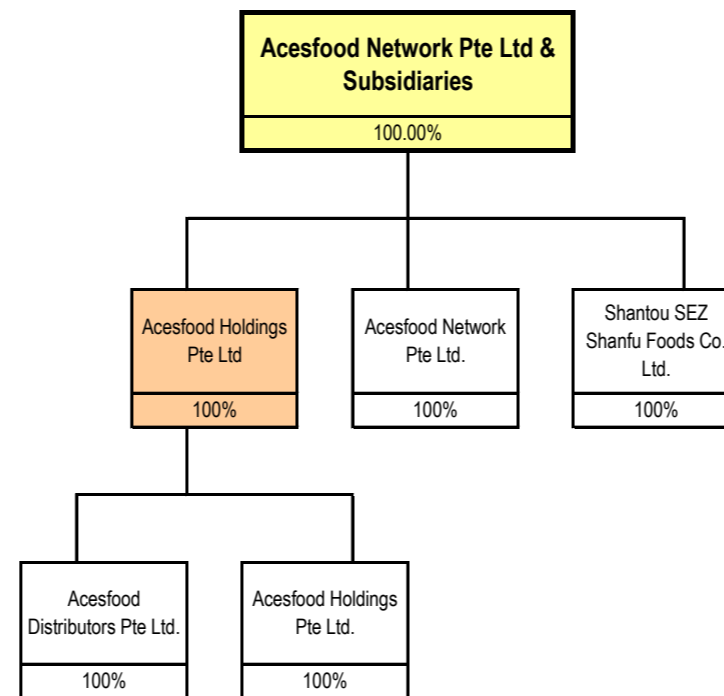 Acesfood Network Pte Ltd &
Subsidiaries
100.00%
Acesfood Holdings
Pte Ltd
100%
Acesfood Network
Pte Ltd.
100%
Shantou SEZ
Shanfu Foods Co.
Ltd.
100%
Acesfood
Distributors Pte Ltd.
100%
Acesfood Holdings
Pte Ltd.
100%